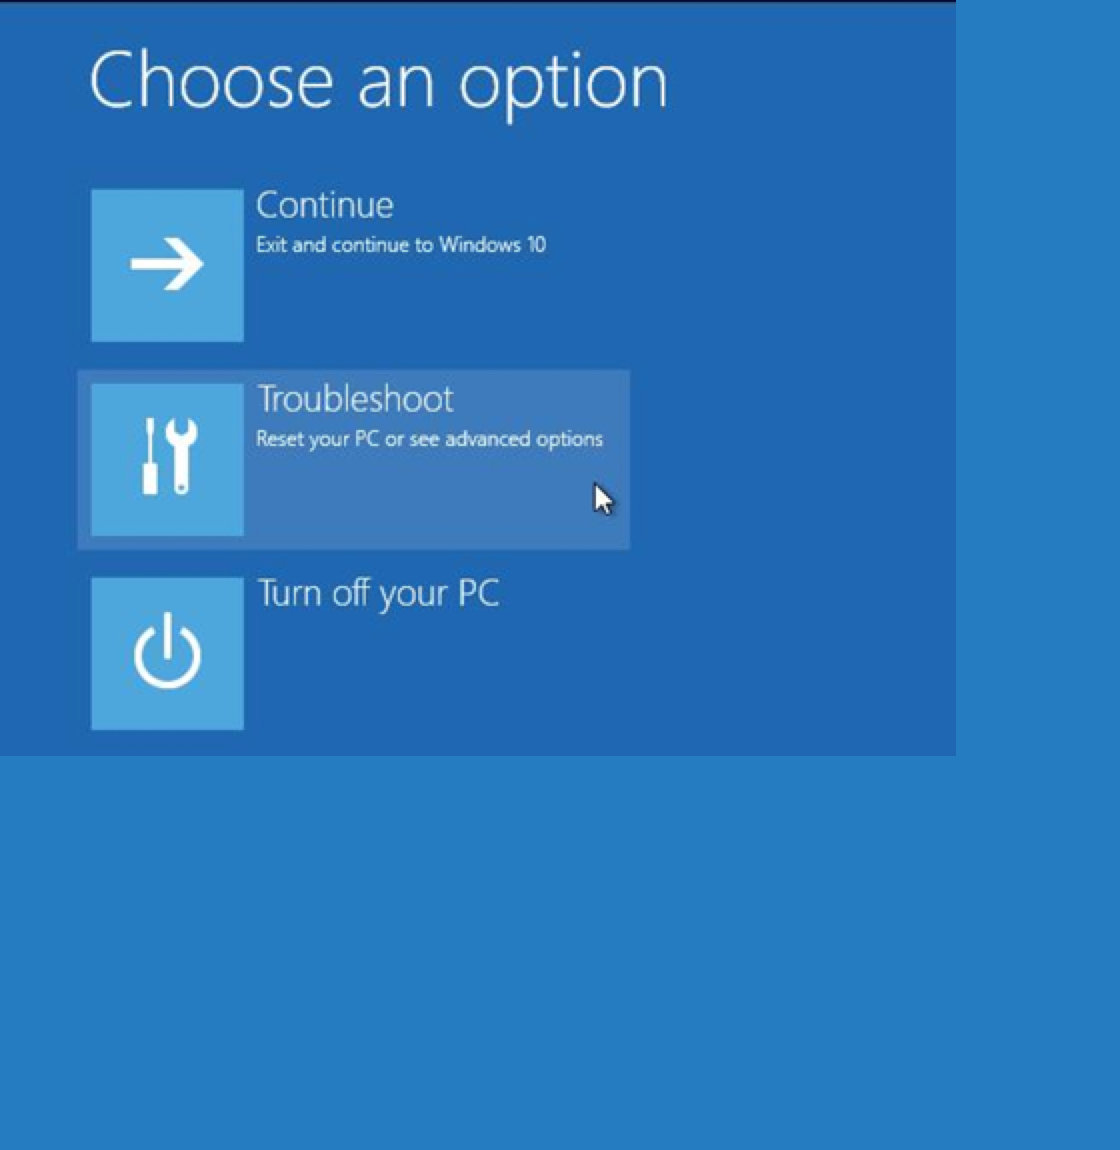 Choose an option
Continue
Exit and continue to Windows 10
Troubleshoot
Reset your PC or see advanced options
Turn off your PC